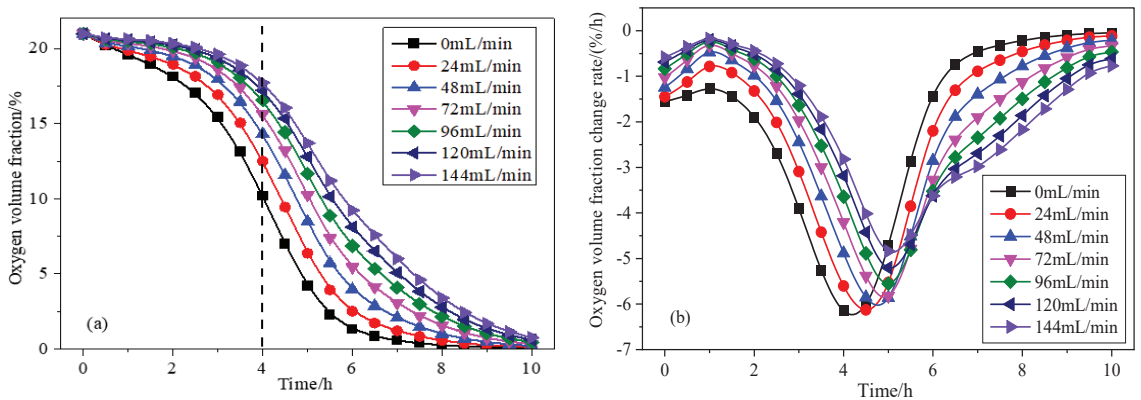 20
15
10
5
0
Oxygen volume fraction/%
0mL/min
24mL/min
48mL/min
72mL/min
96mL/min
120mL/min
144mL/min
(a)
0 2 4 6 8 10
Time/h
0
-1
-2
-3
-4
-5
-6
-7
Oxygen volume fraction change rate/(%/h)
0mL/min
24mL/min
48mL/min
72mL/min
96mL/min
120mL/min
144mL/min
(b)
0 2 4 6 8 10
Time/h